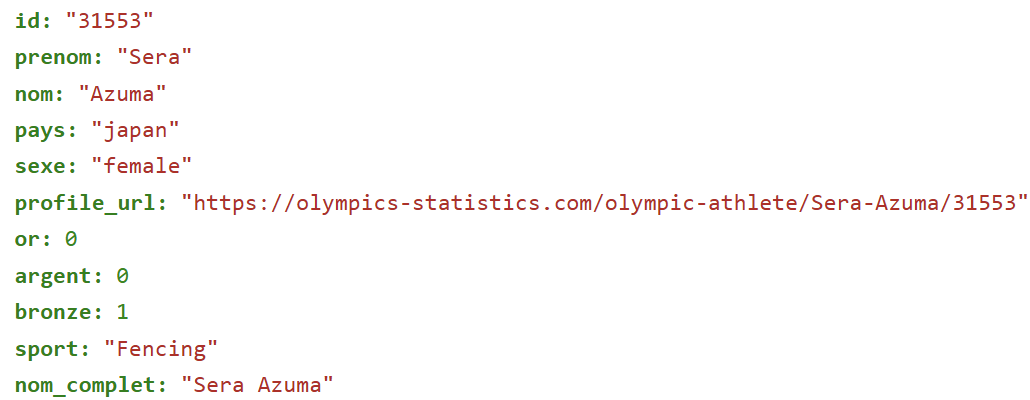 id: "31553"
prenom: "Sera"
nom: "Azuma"
pays: "japan"
sexe: "female"
profile_url: "https://olympics-statistics.com/olympic-athlete/Sera-Azuma/31553"
or: 0
argent: 0
bronze: 1
sport: "Fencing"
nom_complet: "Sera Azuma"